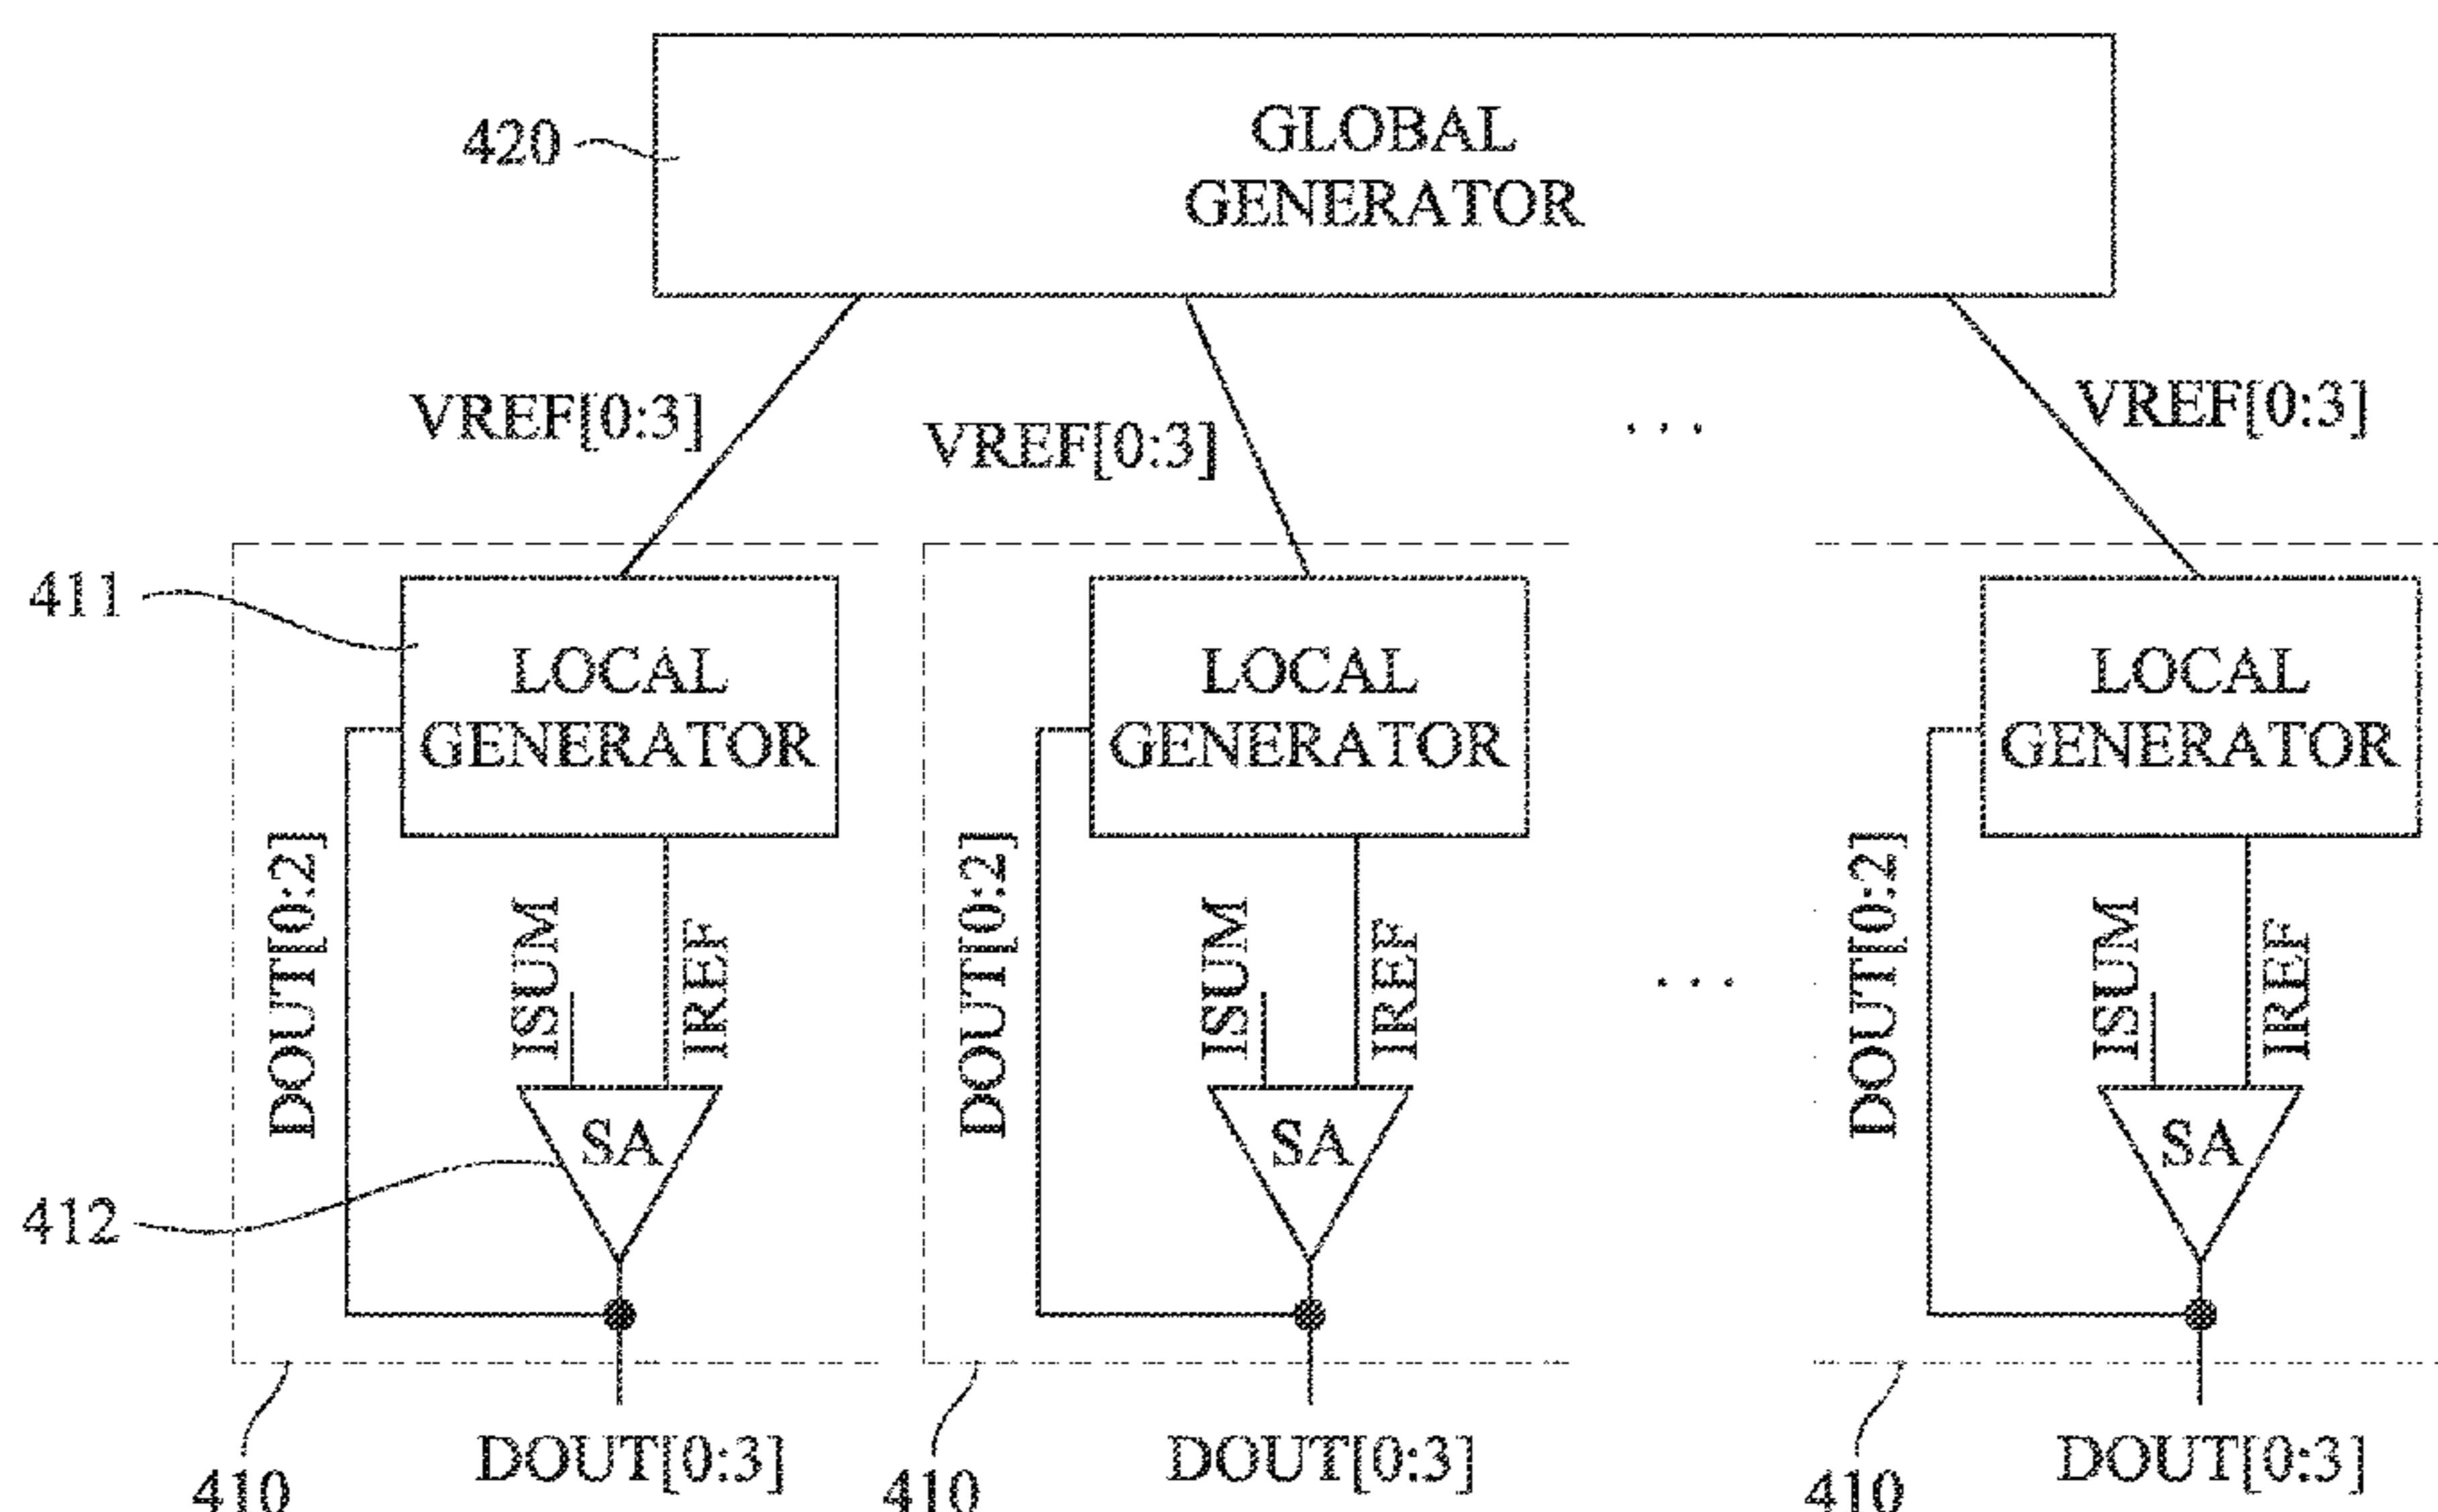 420
GLOBAL
GENERATOR
VREF[0:3]
VREF[0:3]
. . .
VREF[0:3]
411
LOCAL
GENERATOR
LOCAL
GENERATOR
LOCAL
GENERATOR
DOUT[0:2]
ISUM
IREF
DOUT[0:2]
ISUM
IREF
. . .
DOUT[0:2]
ISUM
IREF
SA
SA
SA
412
410
DOUT[0:3]
410
DOUT[0:3]
410
DOUT[0:3]